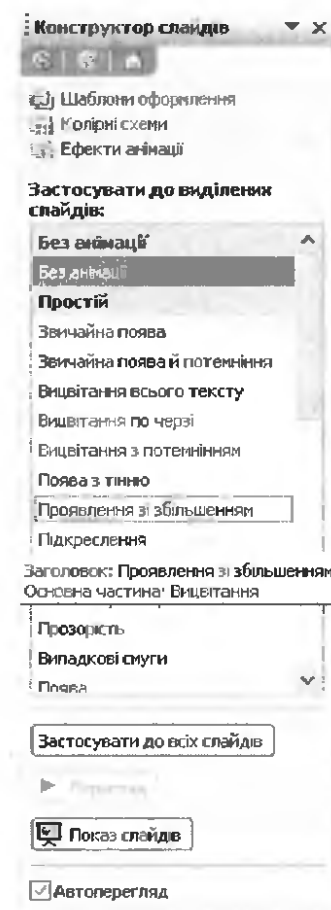 Конструктор слайдів
Шаблони оформлення
Колірні схеми
Ефекти анімації
Застосувати до виділених
слайдів:
Без анімації
Без анімації
Простій
Звичайна поява
Звичайна поява й потемніння
Вицвітання всього тексту
Вицвітання по черзі
Вицвітання з потемнінням
Поява з тінню
Проявлення зі збільшенням
Підкреслення
Заголовок: Проявлення зі збільшенням
Основна частина: Вицвітання
Прозорість
Випадкові смуги
Поява
Застосувати до всіх слайдів
Показ слайдів
Автоперегляд